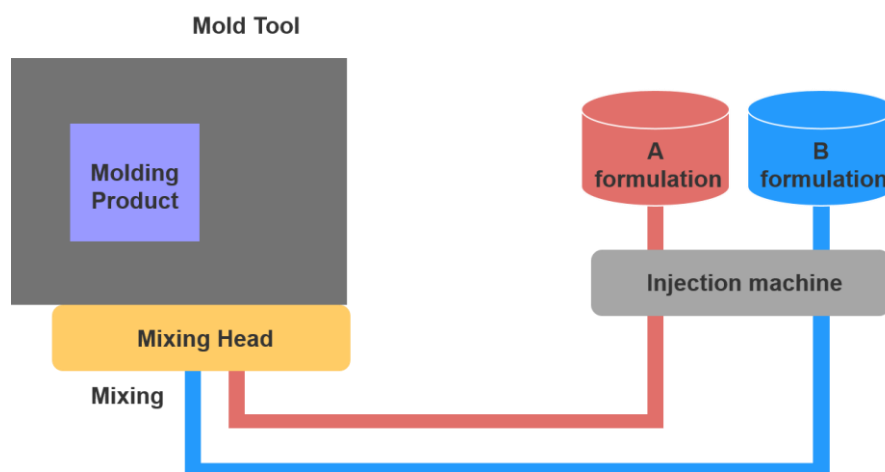 Mold Tool
Molding
Product
A
formulation
B
formulation
Injection machine
Mixing Head
Mixing